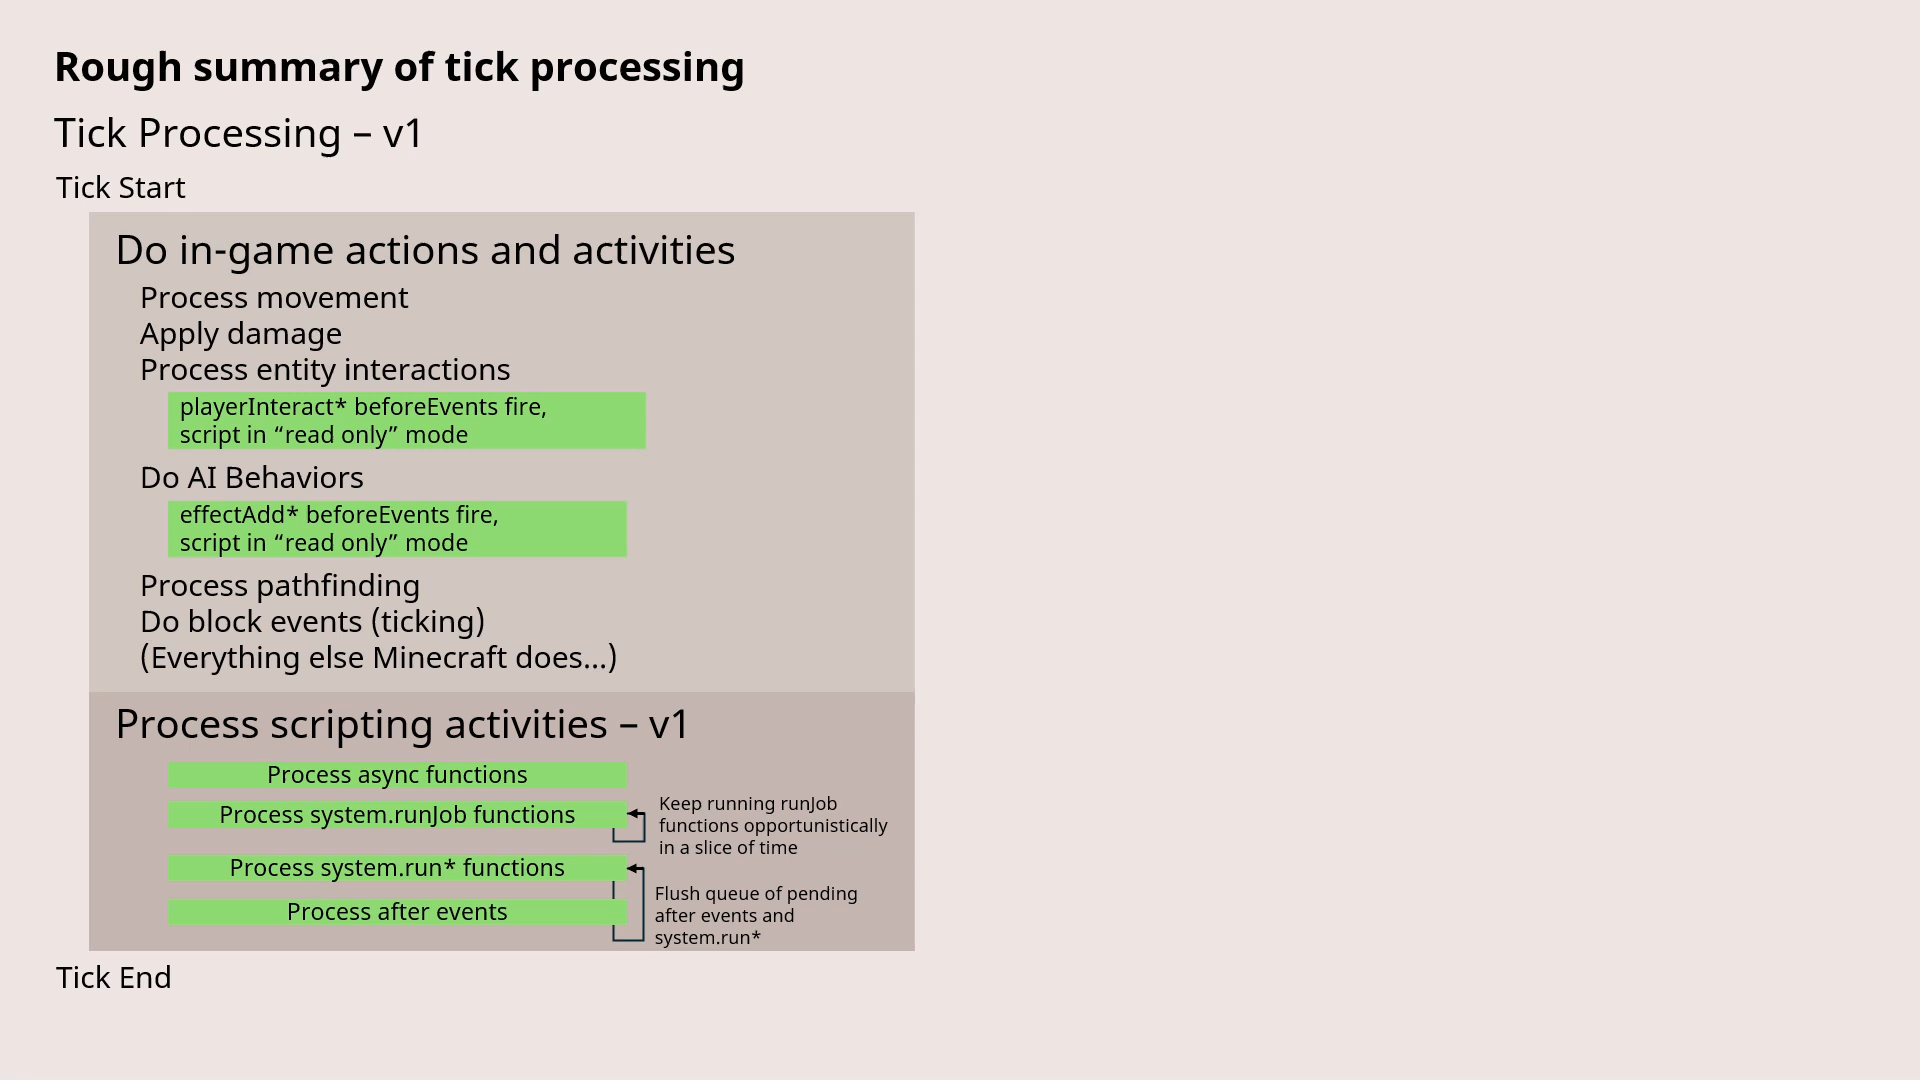 Rough summary of tick processing
Tick Processing – v1
Tick Start
Do in-game actions and activities
Process movement
Apply damage
Process entity interactions
playerInteract* beforeEvents fire,
script in “read only” mode
Do AI Behaviors
effectAdd* beforeEvents fire,
script in “read only” mode
Process pathfinding
Do block events (ticking)
(Everything else Minecraft does…)
Process scripting activities – v1
Process async functions
Process system.runJob functions
Keep running runJob
functions opportunistically
in a slice of time
Process system.run* functions
Process after events
Flush queue of pending
after events and
system.run*
Tick End